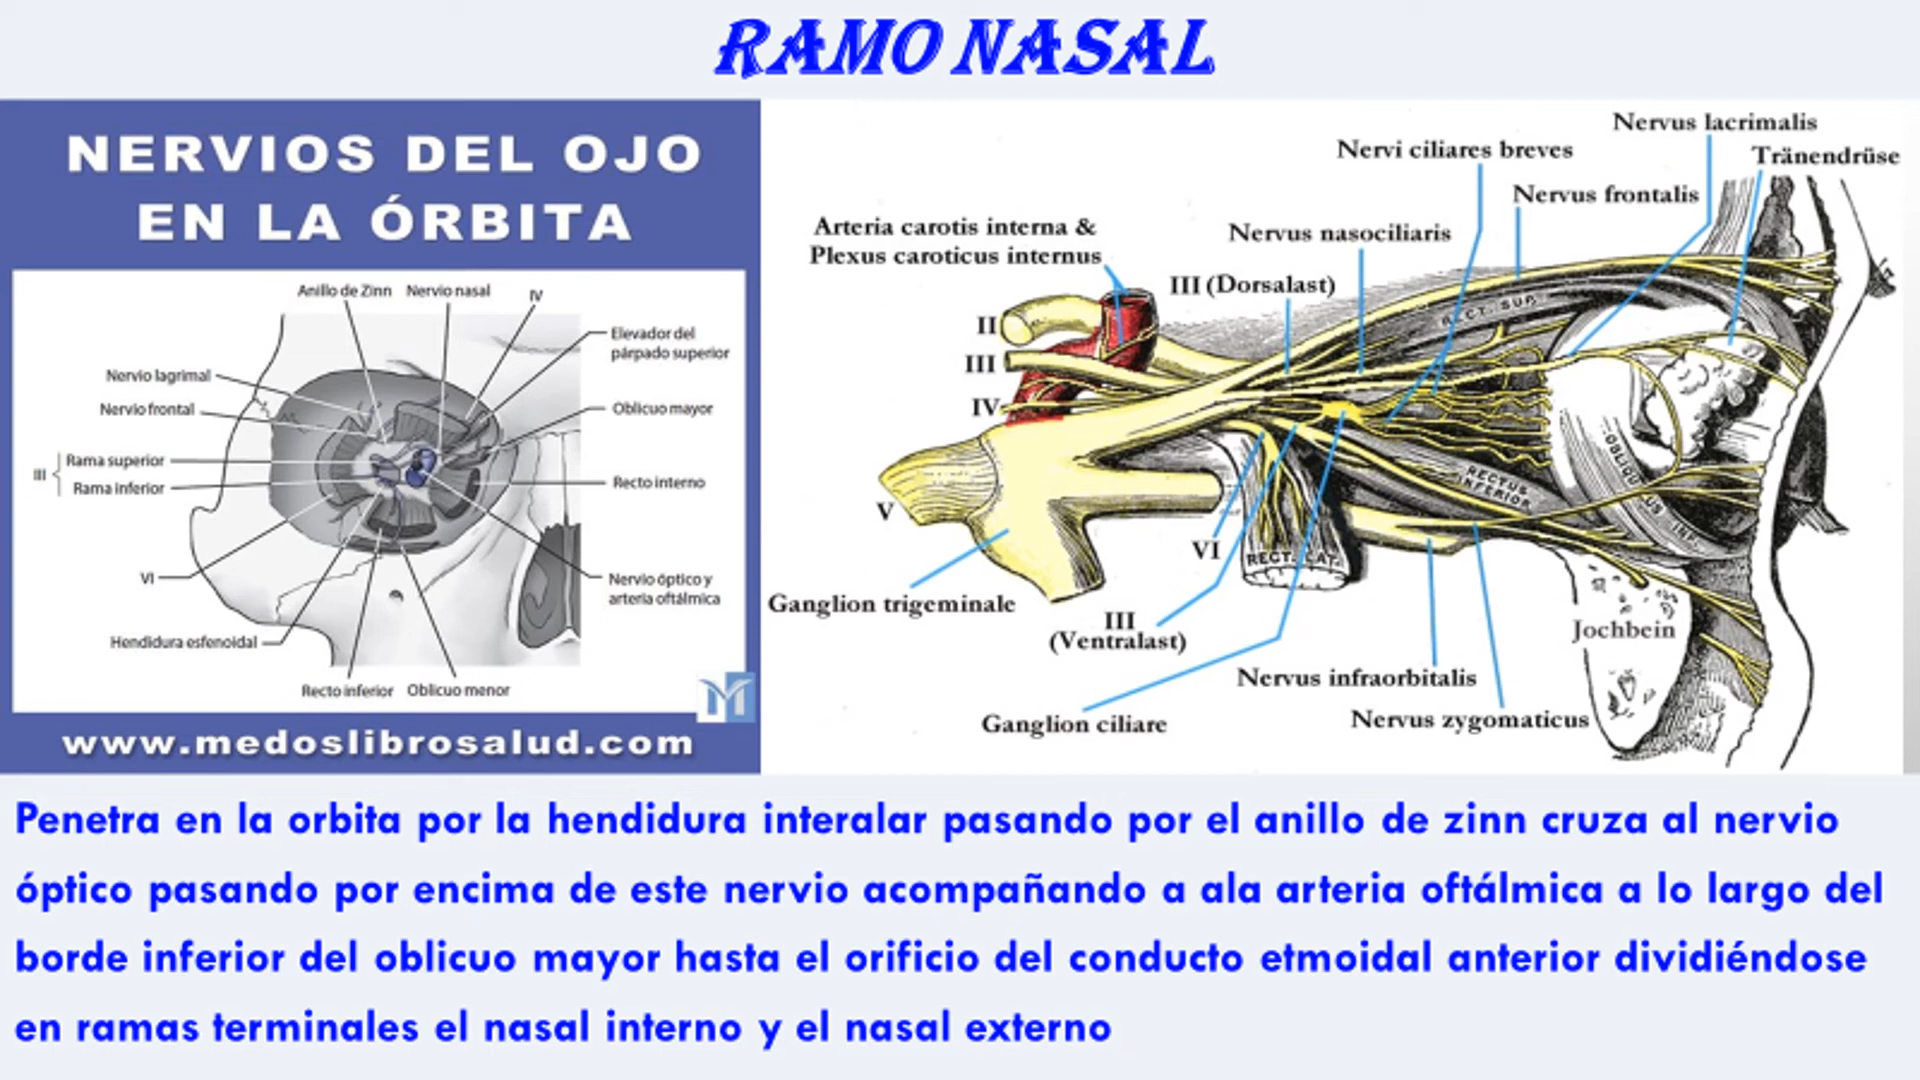 RAMO NASAL
NERVIOS DEL OJO
EN LA ÓRBITA
Anillo de Zinn
Nervio nasal
IV
Elevador del
párpado superior
Nervio lagrimal
Nervio frontal
Oblicuo mayor
III
Rama superior
Rama inferior
Recto interno
VI
Nervio óptico y
arteria oftálmica
Hendidura esfenoidal
Recto inferior
Oblicuo menor
M
www.medoslibrosalud.com
Nervus lacrimalis
Nervi ciliares breves
Tränendrüse
Nervus frontalis
Arteria carotis interna &
Plexus caroticus internus
Nervus nasociliaris
III (Dorsalast)
II
III
IV
RECT. SUP.
V
OBLIQUUS INF.
RECTUS
INFERIOR
VI
RECT. LAT.
Ganglion trigeminale
III
(Ventralast)
Jochbein
Nervus infraorbitalis
Ganglion ciliare
Nervus zygomaticus
Penetra en la orbita por la hendidura interalar pasando por el anillo de zinn cruza al nervio
óptico pasando por encima de este nervio acompañando a ala arteria oftálmica a lo largo del
borde inferior del oblicuo mayor hasta el orificio del conducto etmoidal anterior dividiéndose
en ramas terminales el nasal interno y el nasal externo